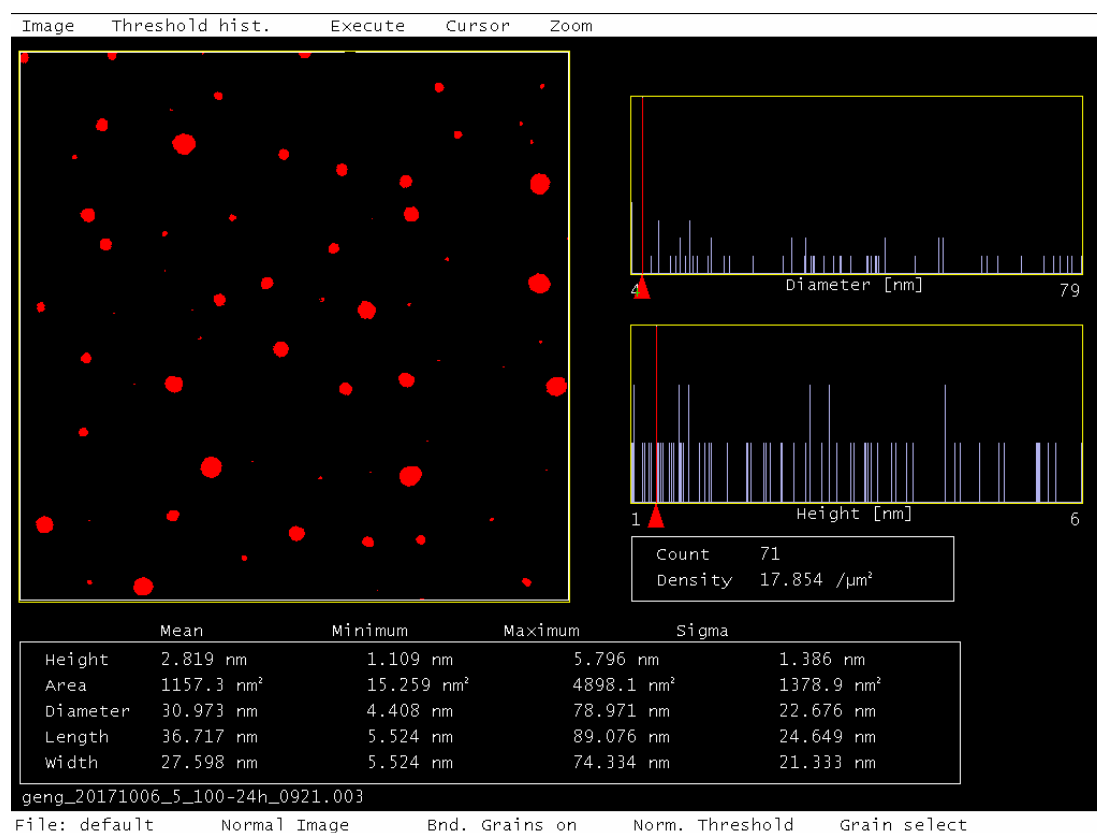 Image Threshold hist. Execute Cursor Zoom
4 Diameter [nm] 79
1 Height [nm] 6
Count 71
Density 17.854 /µm²
Mean Minimum Maximum Sigma
Height 2.819 nm 1.109 nm 5.796 nm 1.386 nm
Area 1157.3 nm² 15.259 nm² 4898.1 nm² 1378.9 nm²
Diameter 30.973 nm 4.408 nm 78.971 nm 22.676 nm
Length 36.717 nm 5.524 nm 89.076 nm 24.649 nm
Width 27.598 nm 5.524 nm 74.334 nm 21.333 nm
geng_20171006_5_100-24h_0921.003
File: default Normal Image Bnd. Grains on Norm. Threshold Grain select